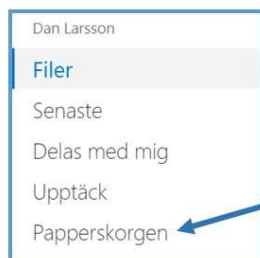 Dan Larsson
Filer
Senaste
Delas med mig
Upptäck
Papperskorgen